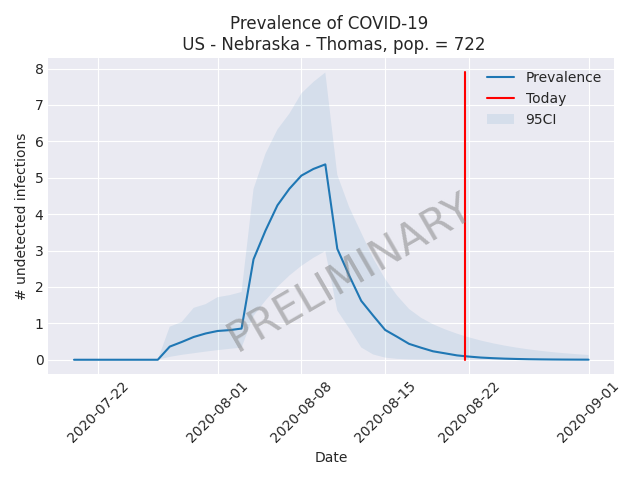 Prevalence of COVID-19
US - Nebraska - Thomas, pop. = 722
8
7
6
5
4
3
2
1
0
# undetected infections
Prevalence
Today
95CI
PRELIMINARY
2020-07-22
2020-08-01
2020-08-08
2020-08-15
2020-08-22
2020-09-01
Date